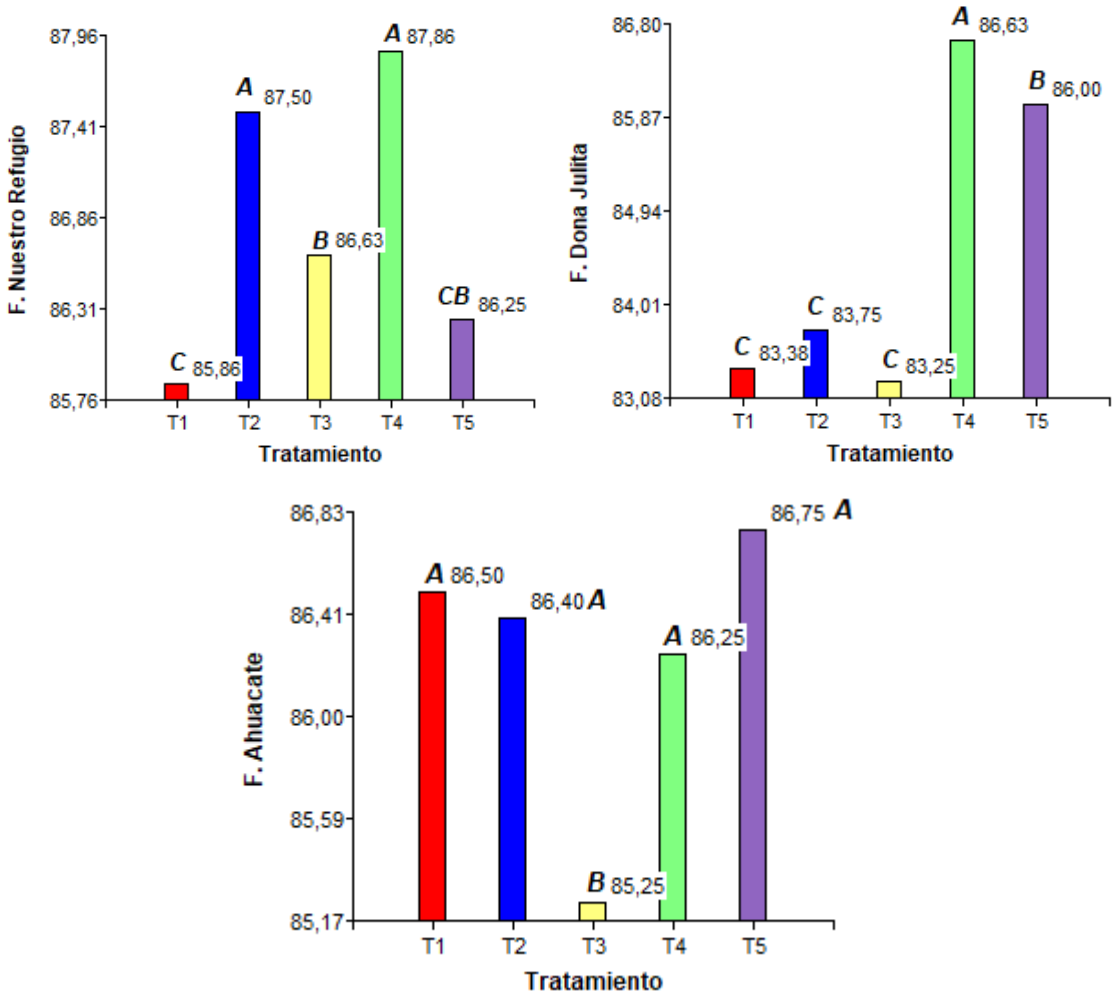 F. Nuestro Refugio
87,96
87,41
86,86
86,31
85,76
C 85,86
A 87,50
B 86,63
A 87,86
CB 86,25
T1 T2 T3 T4 T5
Tratamiento
F. Dona Julita
86,80
85,87
84,94
84,01
83,08
C 83,38
C 83,75
C 83,25
A 86,63
B 86,00
T1 T2 T3 T4 T5
Tratamiento
F. Ahuacate
86,83
86,41
86,00
85,59
85,17
A 86,50
86,40 A
B 85,25
A 86,25
86,75 A
T1 T2 T3 T4 T5
Tratamiento